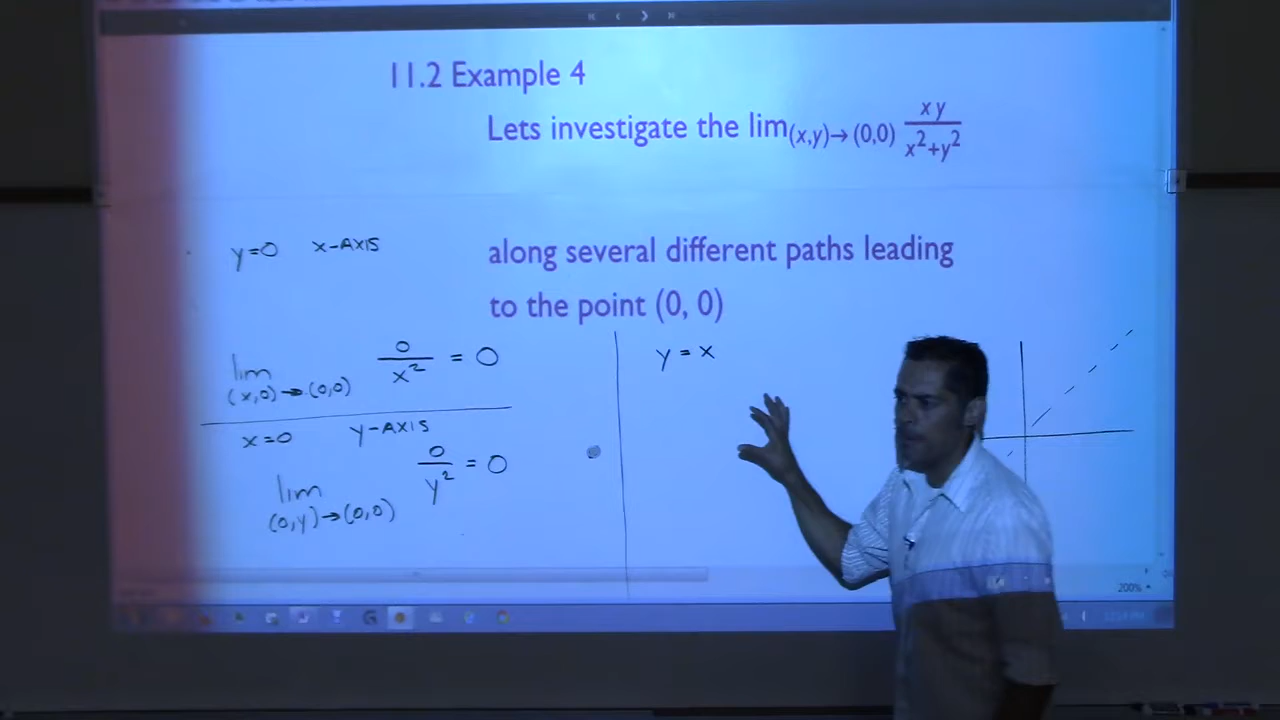 11.2 Example 4
Lets investigate the lim(x,y)→(0,0) xy/(x²+y²)
along several different paths leading
to the point (0, 0)
y=0 x-AXIS
lim (x,0)→(0,0) 0/x² = 0
x=0 y-AXIS
lim (0,y)→(0,0) 0/y² = 0
y = x
200%